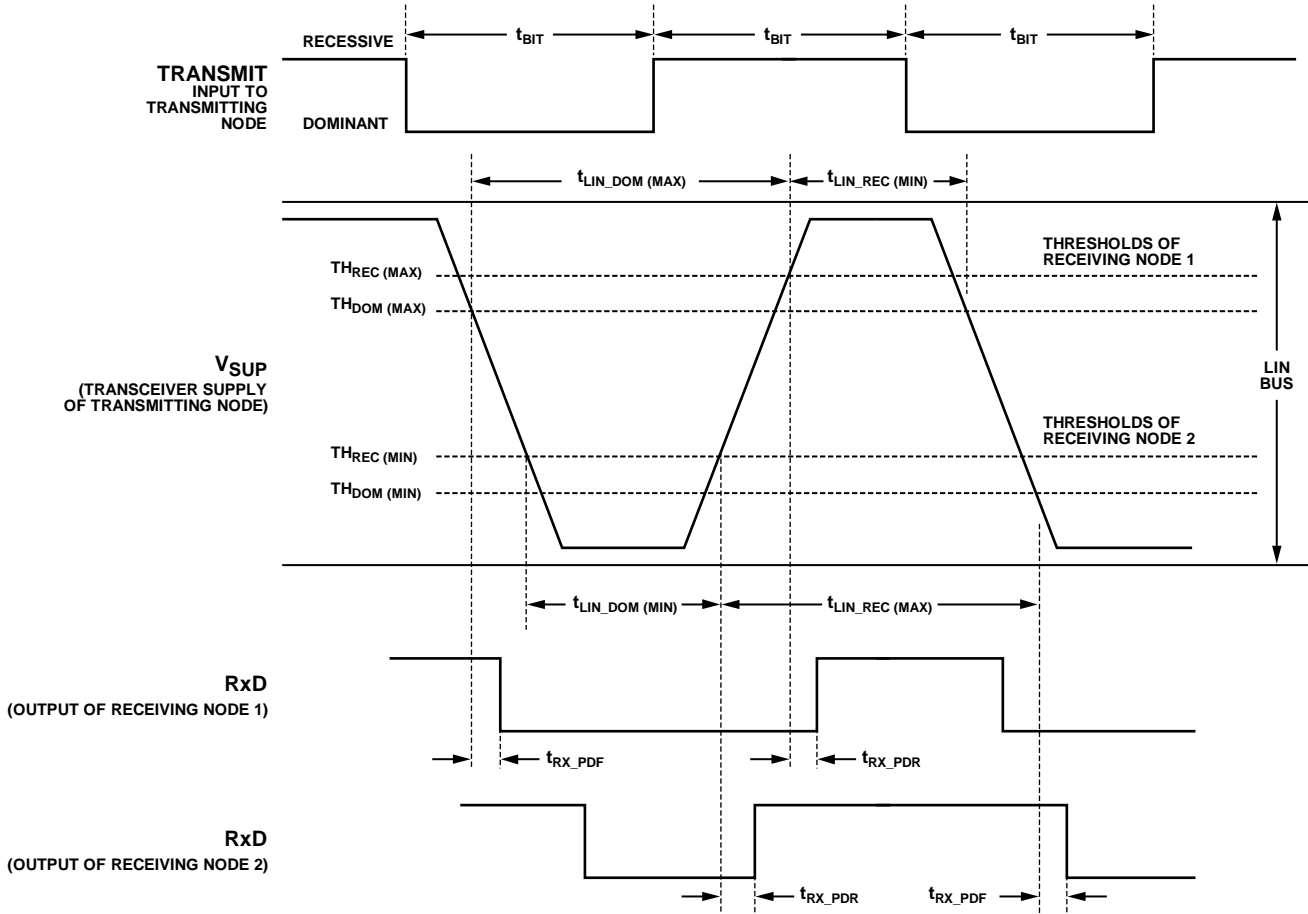 tBIT tBIT tBIT
RECESSIVE
TRANSMIT
INPUT TO
TRANSMITTING
NODE
DOMINANT
tLIN_DOM (MAX) tLIN_REC (MIN)
THRESHOLDS OF
RECEIVING NODE 1
THREC (MAX)
THDOM (MAX)
VSUP
(TRANSCEIVER SUPPLY
OF TRANSMITTING NODE)
LIN
BUS
THRESHOLDS OF
RECEIVING NODE 2
THREC (MIN)
THDOM (MIN)
tLIN_DOM (MIN) tLIN_REC (MAX)
RxD
(OUTPUT OF RECEIVING NODE 1)
tRX_PDF tRX_PDR
RxD
(OUTPUT OF RECEIVING NODE 2)
tRX_PDR tRX_PDF